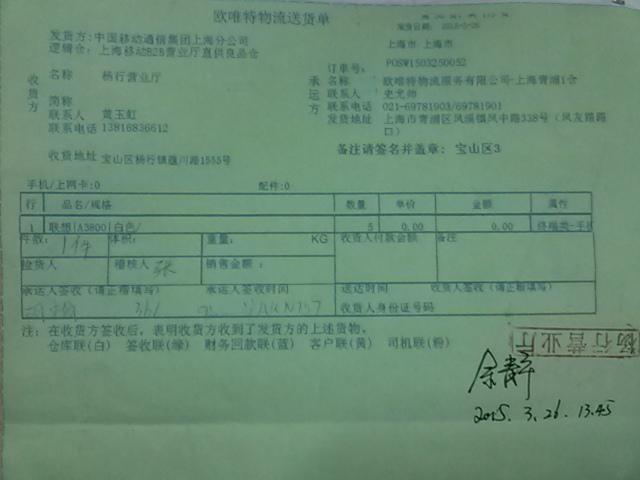 欧唯特物流送货单
发货方:中国移动通信集团上海分公司
逻辑仓:上海移动B2B营业厅直供良品仓
上海市 上海市
订单号: POSW1503250052
收货方
名称 杨行营业厅
简称
联系人 黄玉虹
联系电话 13816836612
收货地址 宝山区杨行镇蕴川路1555号
承运方
名称 欧唯特物流服务有限公司-上海青浦1仓
联系人 史光帅
联系电话 021-69781903/69781901
发货地址 上海市青浦区凤溪镇凤中路338号（凤友路路口）
备注请签名并盖章: 宝山区3
手机/上网卡:0 配件:0
行 品名/规格 数量 单价 金额 属性
1 联想|A3800|白色/ 5 0.00 0.00 终端类-手机
件数: 1件 体积: 重量: KG 收货人付款金额 备注
捡货人 稽核人 张 销售金额:
承运人签收（请正楷填写） 承运人签收时间 送达时间 收货人签收（请正楷填写）
收货人身份证号码
注: 在收货方签收后, 表明收货方收到了发货方的上述货物。
仓库联(白) 签收联(绿) 财务回款联(蓝) 客户联(黄) 司机联(粉)
杨行营业厅
余青平
2015. 3. 26. 13.45